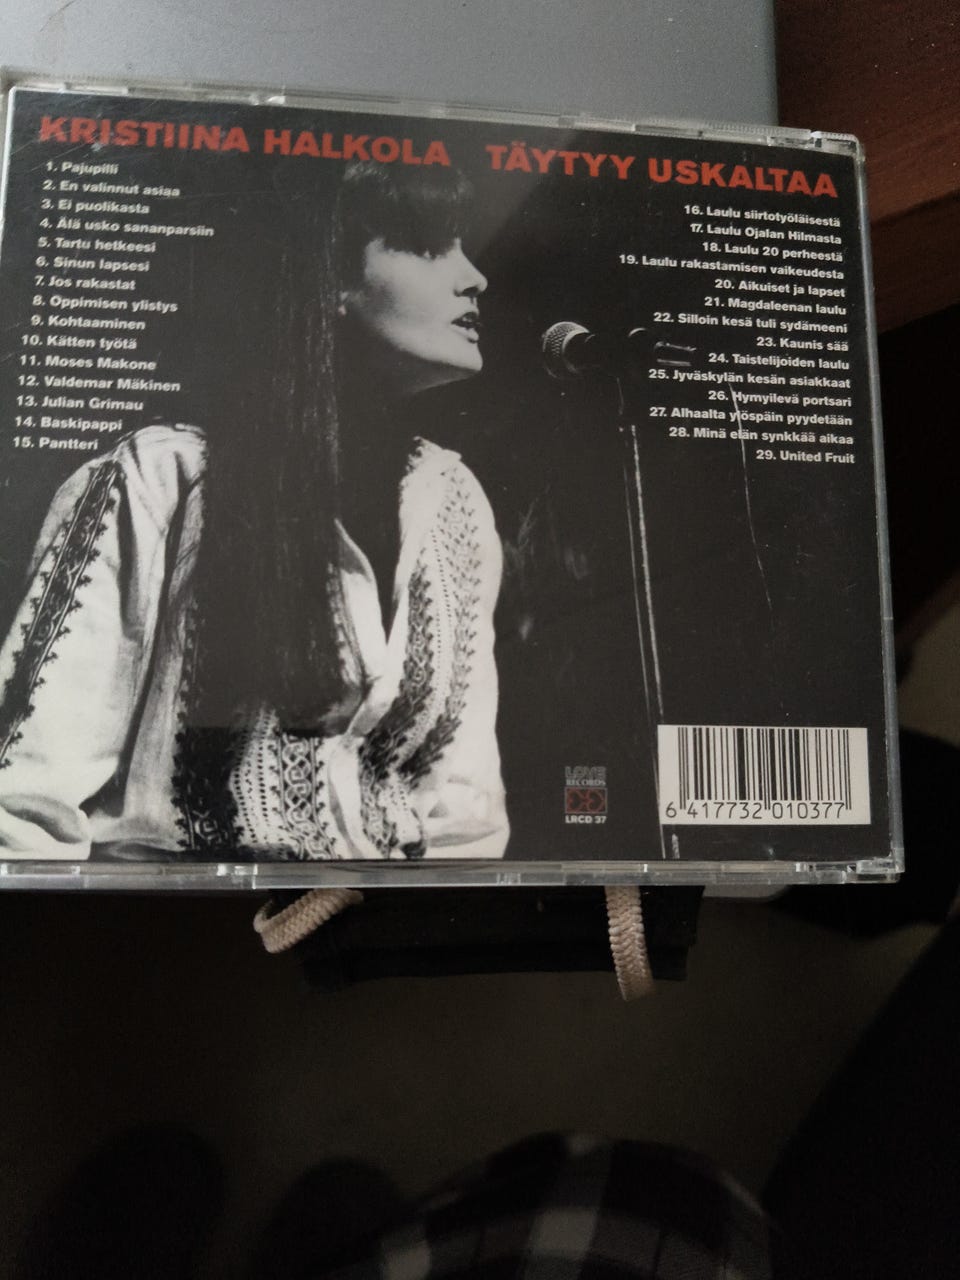 KRISTIINA HALKOLA TÄYTYY USKALTAA
1. Pajupilli
2. En valinnut asiaa
3. Ei puolikasta
4. Älä usko sananparsiin
5. Tartu hetkeesi
6. Sinun lapsesi
7. Jos rakastat
8. Oppimisen ylistys
9. Kohtaaminen
10. Kätten työtä
11. Moses Makone
12. Valdemar Mäkinen
13. Julian Grimau
14. Baskipappi
15. Pantteri
16. Laulu siirtotyöläisestä
17. Laulu Ojalan Hilmasta
18. Laulu 20 perheestä
19. Laulu rakastamisen vaikeudesta
20. Aikuiset ja lapset
21. Magdaleenan laulu
22. Silloin kesä tuli sydämeeni
23. Kaunis sää
24. Taistelijoiden laulu
25. Jyväskylän kesän asiakkaat
26. Hymyilevä portsari
27. Alhaalta ylöspäin pyydetään
28. Minä elän synkkää aikaa
29. United Fruit
LOVE
RECORDS
LRCD 37
6 417732 010377